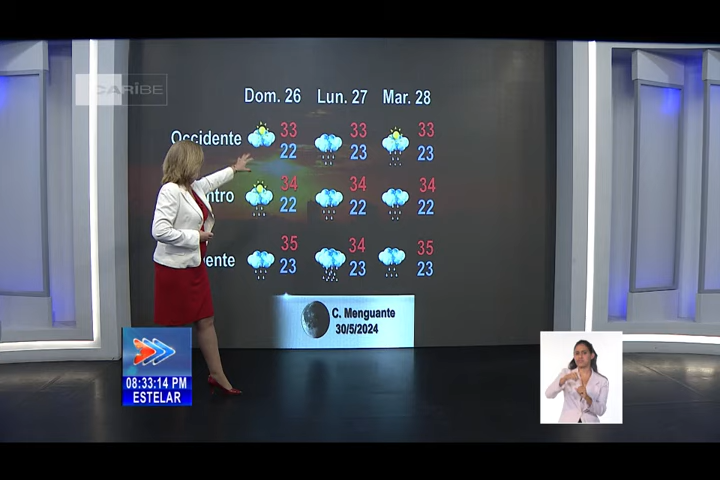 CARIBE
Dom. 26 Lun. 27 Mar. 28
Occidente 33 33 33
22 23 23
ntro 34 34 34
22 22 22
ente 35 34 35
23 23 23
C. Menguante
30/5/2024
08:33:14 PM
ESTELAR